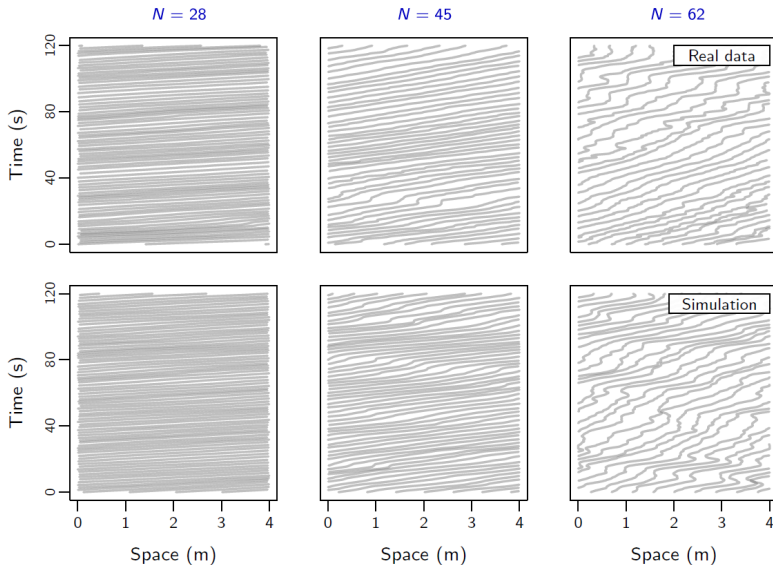 N = 28
N = 45
N = 62
Real data
Time (s)
0 40 80 120
Simulation
Time (s)
0 40 80 120
0 1 2 3 4
0 1 2 3 4
0 1 2 3 4
Space (m)
Space (m)
Space (m)